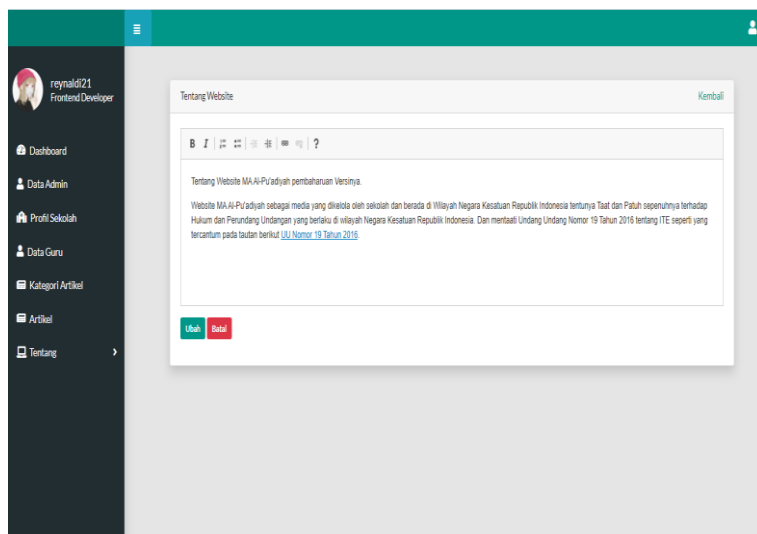 reynaldi21
Frontend Developer
Dashboard
Data Admin
Profil Sekolah
Data Guru
Kategori Artikel
Artikel
Tentang
Tentang Website
Kembali
B I ?
Tentang Website MA Al-Pu'adiyah pembaharuan Versinya.
Website MA Al-Pu'adiyah sebagai media yang dikelola oleh sekolah dan berada di Wilayah Negara Kesatuan Republik Indonesia tentunya Taat dan Patuh sepenuhnya terhadap
Hukum dan Perundang Undangan yang berlaku di wilayah Negara Kesatuan Republik Indonesia. Dan mentaati Undang Undang Nomor 19 Tahun 2016 tentang ITE seperti yang
tercantum pada tautan berikut UU Nomor 19 Tahun 2016.
Ubah Batal